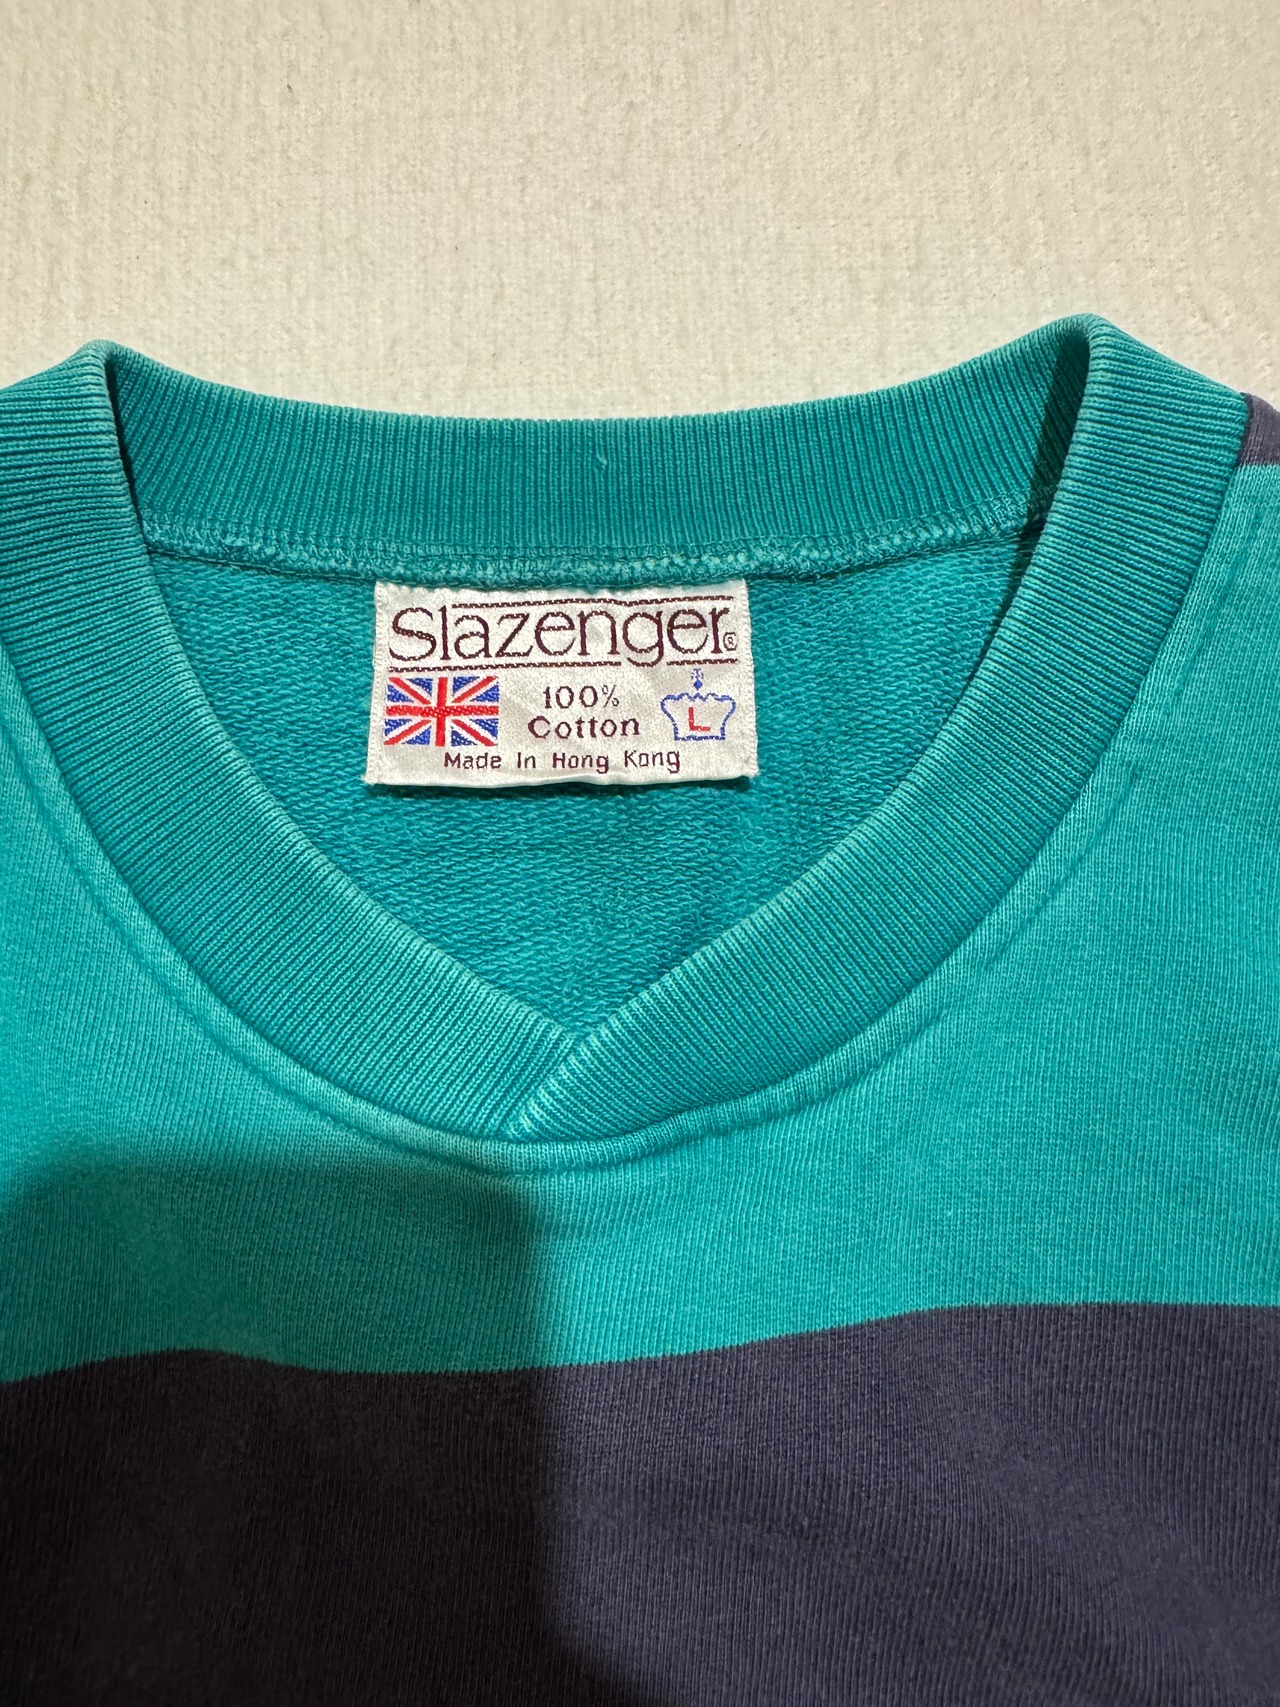 Slazenger®
100%
Cotton
L
Made In Hong Kong